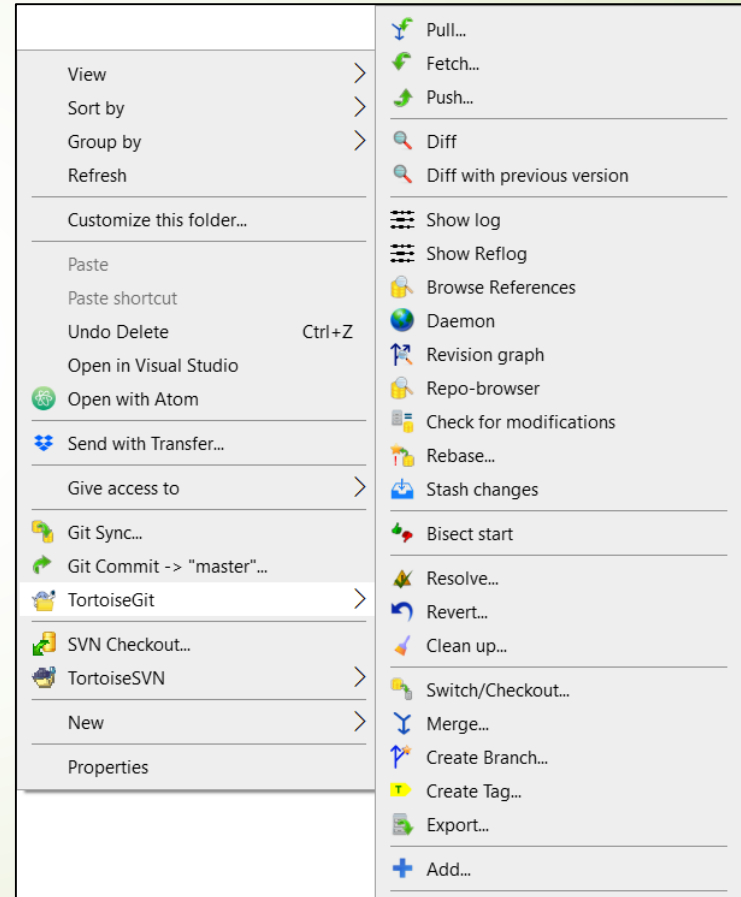 View
Sort by
Group by
Refresh
Customize this folder...
Paste
Paste shortcut
Undo Delete Ctrl+Z
Open in Visual Studio
Open with Atom
Send with Transfer...
Give access to
Git Sync...
Git Commit -> "master"...
TortoiseGit
SVN Checkout...
TortoiseSVN
New
Properties
Pull...
Fetch...
Push...
Diff
Diff with previous version
Show log
Show Reflog
Browse References
Daemon
Revision graph
Repo-browser
Check for modifications
Rebase...
Stash changes
Bisect start
Resolve...
Revert...
Clean up...
Switch/Checkout...
Merge...
Create Branch...
T
Create Tag...
Export...
Add...